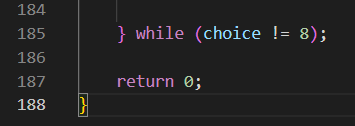 184
185 } while (choice != 8);
186
187 return 0;
188 }